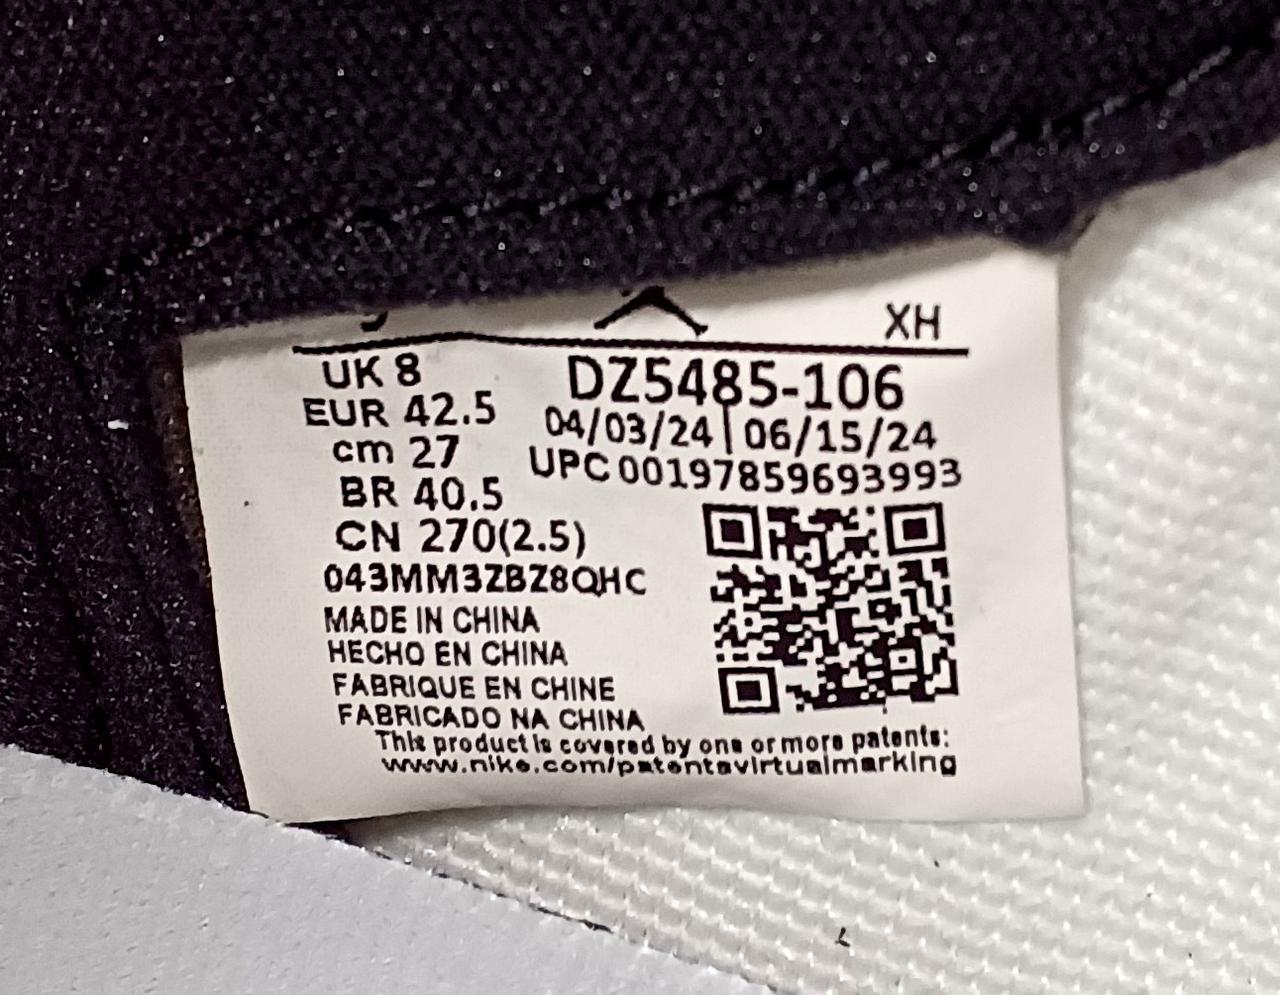 XH
UK 8
EUR 42.5
cm 27
BR 40.5
CN 270(2.5)
DZ5485-106
04/03/24 | 06/15/24
UPC 00197859693993
043MM3ZBZ8QHC
MADE IN CHINA
HECHO EN CHINA
FABRIQUE EN CHINE
FABRICADO NA CHINA
This product is covered by one or more patents:
www.nike.com/patentsvirtualmarking